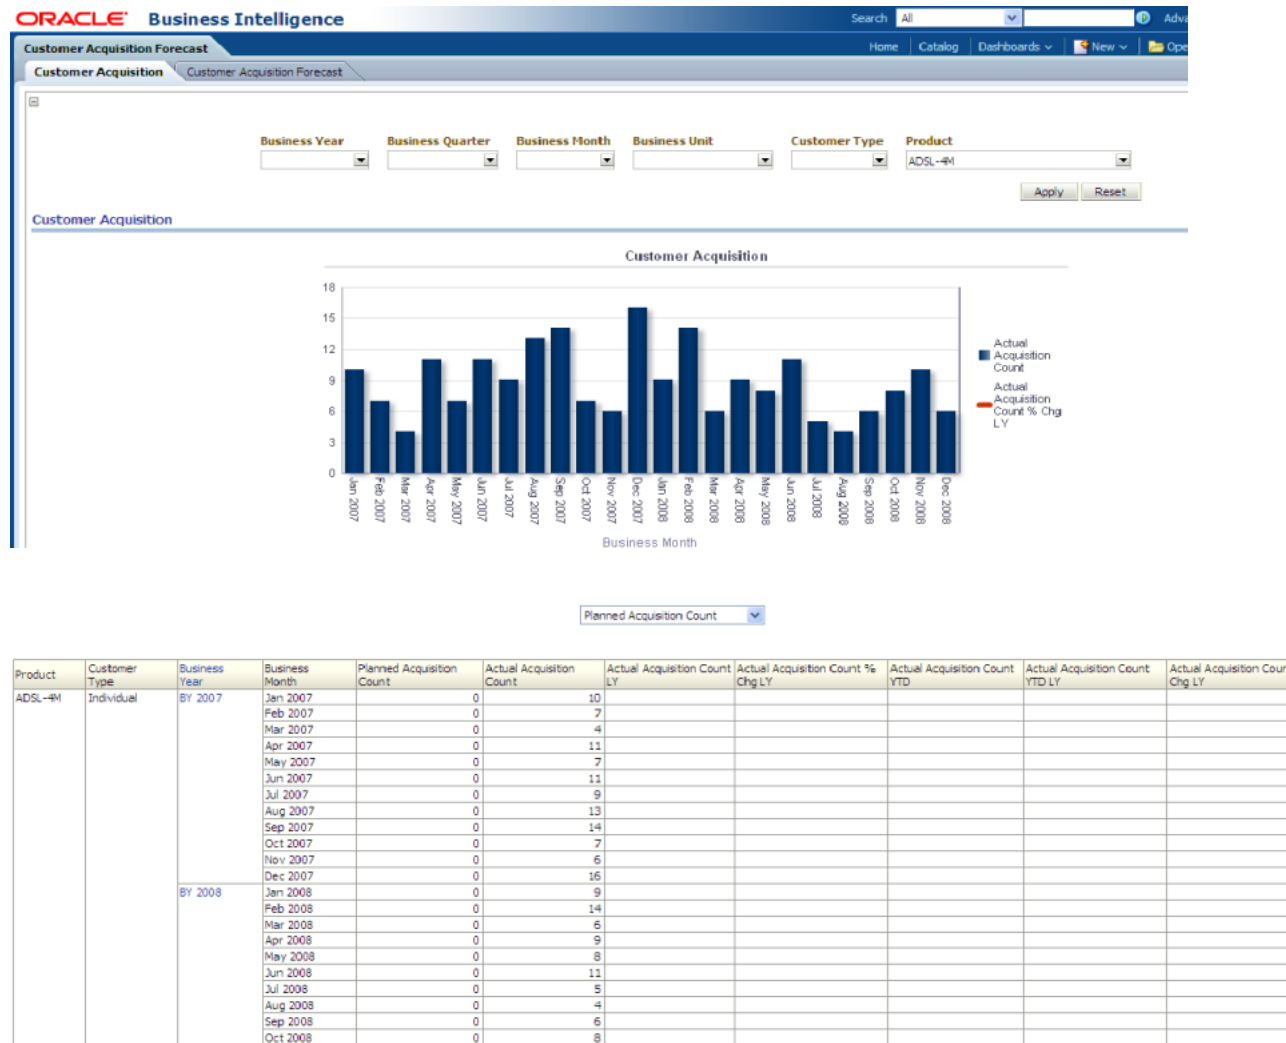 ORACLE Business Intelligence
Search All Adva
Customer Acquisition Forecast
Home Catalog Dashboards New Ope
Customer Acquisition Customer Acquisition Forecast
Business Year Business Quarter Business Month Business Unit Customer Type Product
ADSL-4M
Apply Reset
Customer Acquisition
Customer Acquisition
18
15
12
9
6
3
0
Actual
Acquisition
Count
Actual
Acquisition
Count % Chg
LY
Jan 2007 Feb 2007 Mar 2007 Apr 2007 May 2007 Jun 2007 Jul 2007 Aug 2007 Sep 2007 Oct 2007 Nov 2007 Dec 2007 Jan 2008 Feb 2008 Mar 2008 Apr 2008 May 2008 Jun 2008 Jul 2008 Aug 2008 Sep 2008 Oct 2008 Nov 2008 Dec 2008
Business Month
Planned Acquisition Count
Product Customer Type Business Year Business Month Planned Acquisition Count Actual Acquisition Count Actual Acquisition Count LY Actual Acquisition Count % Chg LY Actual Acquisition Count YTD Actual Acquisition Count YTD LY Actual Acquisition Cour Chg LY
ADSL-4M Individual BY 2007 Jan 2007 0 10
Feb 2007 0 7
Mar 2007 0 4
Apr 2007 0 11
May 2007 0 7
Jun 2007 0 11
Jul 2007 0 9
Aug 2007 0 13
Sep 2007 0 14
Oct 2007 0 7
Nov 2007 0 6
Dec 2007 0 16
BY 2008 Jan 2008 0 9
Feb 2008 0 14
Mar 2008 0 6
Apr 2008 0 9
May 2008 0 8
Jun 2008 0 11
Jul 2008 0 5
Aug 2008 0 4
Sep 2008 0 6
Oct 2008 0 8